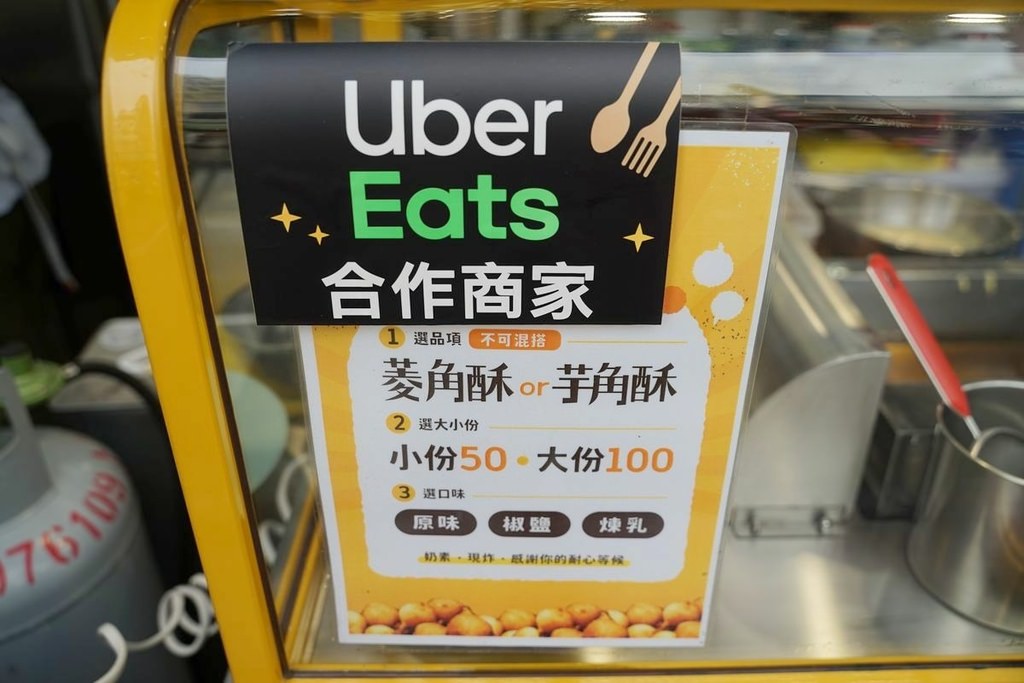 Uber
Eats
合作商家
1 選品項 不可混搭
菱角酥or芋角酥
2 選大小份
小份50・大份100
3 選口味
原味 椒鹽 煉乳
奶素・現炸・感謝你的耐心等候
976109